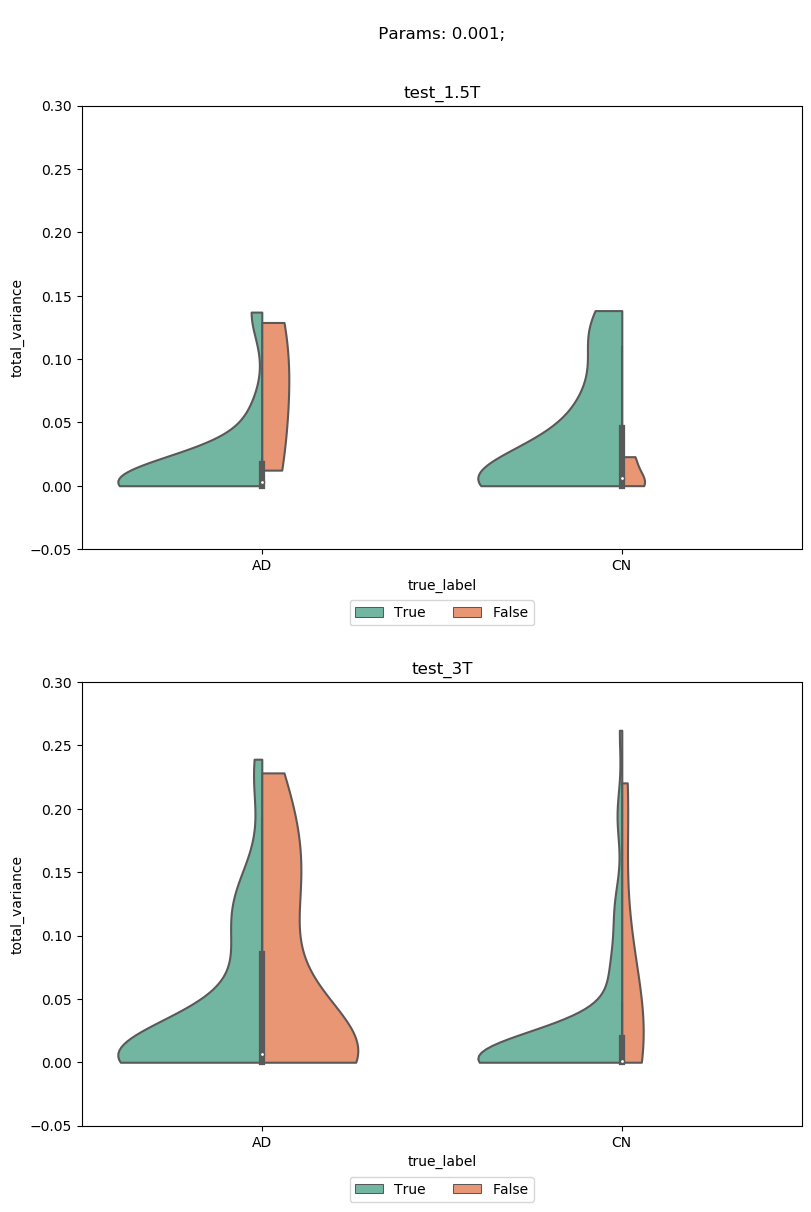 Params: 0.001;
test_1.5T
0.30
0.25
0.20
0.15
0.10
0.05
0.00
−0.05
total_variance
AD CN
true_label
True False
test_3T
0.30
0.25
0.20
0.15
0.10
0.05
0.00
−0.05
total_variance
AD CN
true_label
True False